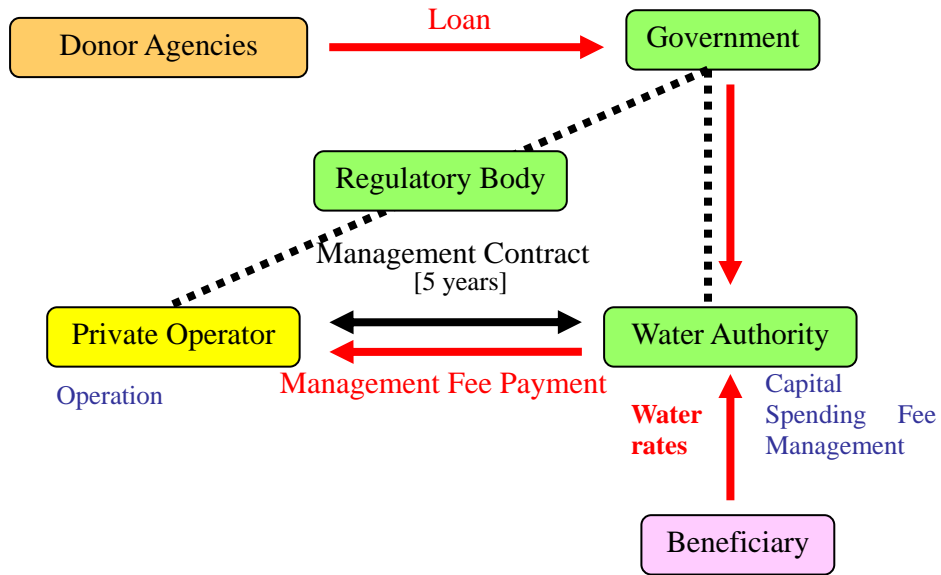 Loan
Donor Agencies
Government
Regulatory Body
Management Contract
[5 years]
Private Operator
Water Authority
Management Fee Payment
Operation
Water
rates
Capital
Spending Fee
Management
Beneficiary